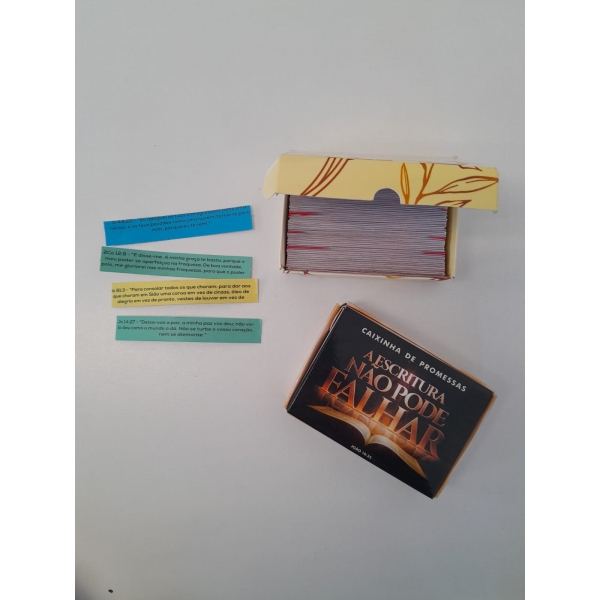 2Co 12:9 - "E disse-me: A minha graça te basta, porque o
meu poder se aperfeiçoa na fraqueza. De boa vontade,
pois, me gloriarei nas minhas fraquezas, para que o poder
Is 61:3 - "Para consolar todos os que choram; para dar aos
que choram em Sião uma coroa em vez de cinzas, óleo de
alegria em vez de pranto, vestes de louvor em vez de
Jo 14:27 - "Deixo-vos a paz, a minha paz vos dou; não vo-
la dou como o mundo a dá. Não se turbe o vosso coração,
nem se atemorize."
CAIXINHA DE PROMESSAS
A ESCRITURA
NÃO PODE
FALHAR
JOÃO 10:35